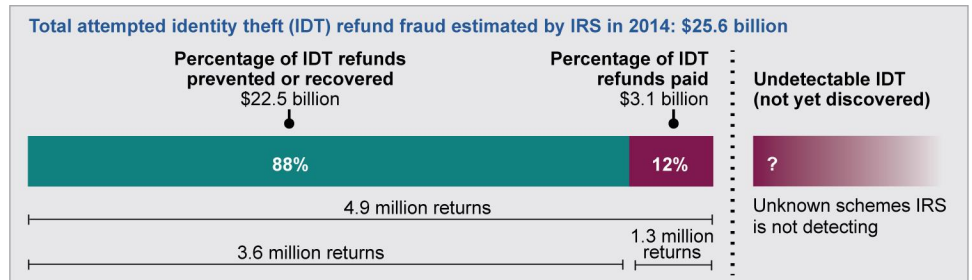 Total attempted identity theft (IDT) refund fraud estimated by IRS in 2014: $25.6 billion
Percentage of IDT refunds
prevented or recovered
$22.5 billion
Percentage of IDT
refunds paid
$3.1 billion
Undetectable IDT
(not yet discovered)
88%
12%
?
4.9 million returns
Unknown schemes IRS
is not detecting
3.6 million returns
1.3 million
returns